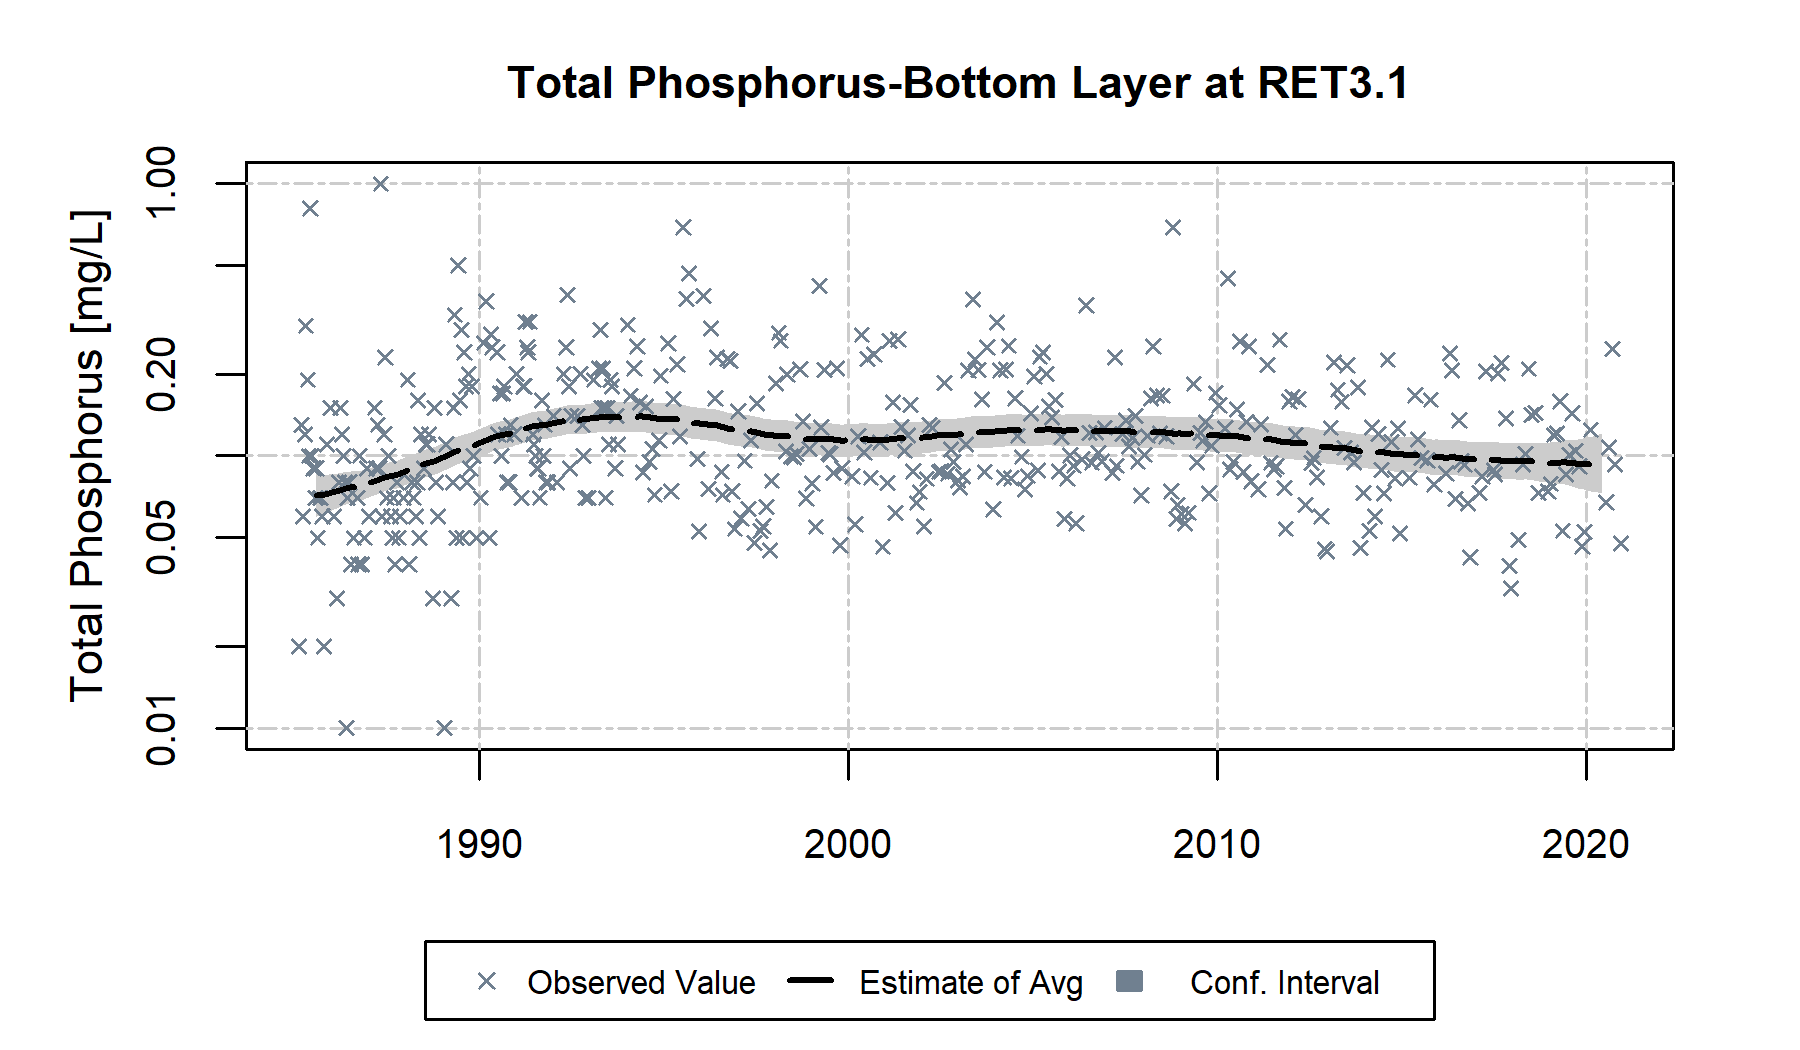 Total Phosphorus-Bottom Layer at RET3.1
Total Phosphorus [mg/L]
1.00
0.20
0.05
0.01
1990 2000 2010 2020
Observed Value Estimate of Avg Conf. Interval